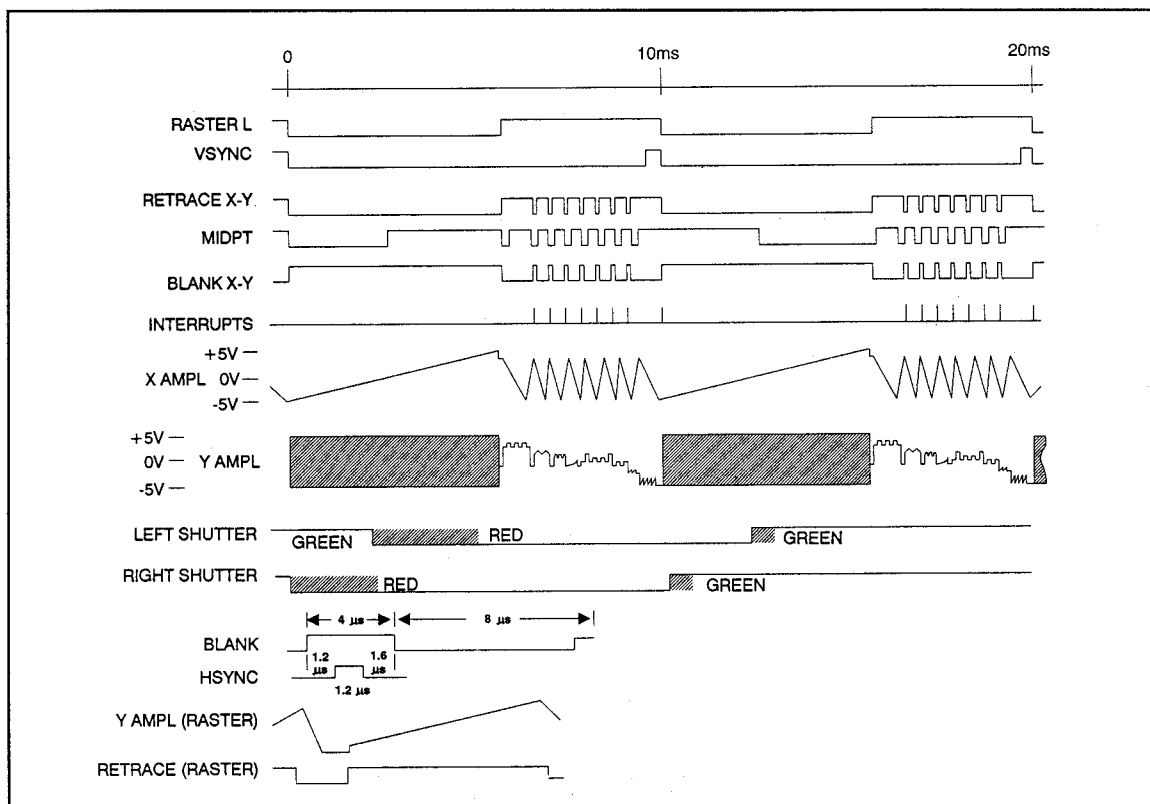 0 10ms 20ms
RASTER L
VSYNC
RETRACE X-Y
MIDPT
BLANK X-Y
INTERRUPTS
+5V
X AMPL 0V
-5V
+5V
0V Y AMPL
-5V
LEFT SHUTTER GREEN RED GREEN
RIGHT SHUTTER RED GREEN
4 μs 8 μs
BLANK
1.2 μs 1.6 μs
HSYNC
1.2 μs
Y AMPL (RASTER)
RETRACE (RASTER)